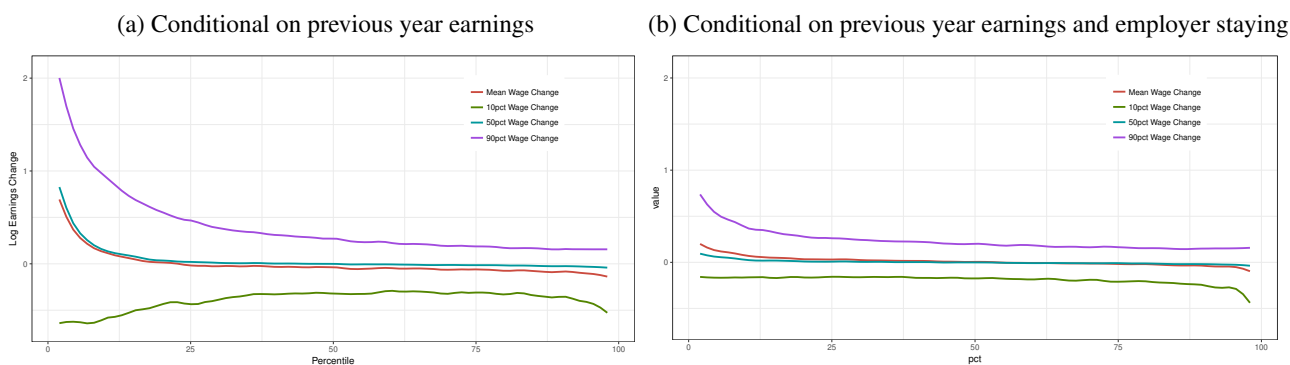 (a) Conditional on previous year earnings
Log Earnings Change
2
1
0
Mean Wage Change
10pct Wage Change
50pct Wage Change
90pct Wage Change
0 25 50 75 100
Percentile
(b) Conditional on previous year earnings and employer staying
value
2
1
0
Mean Wage Change
10pct Wage Change
50pct Wage Change
90pct Wage Change
0 25 50 75 100
pct